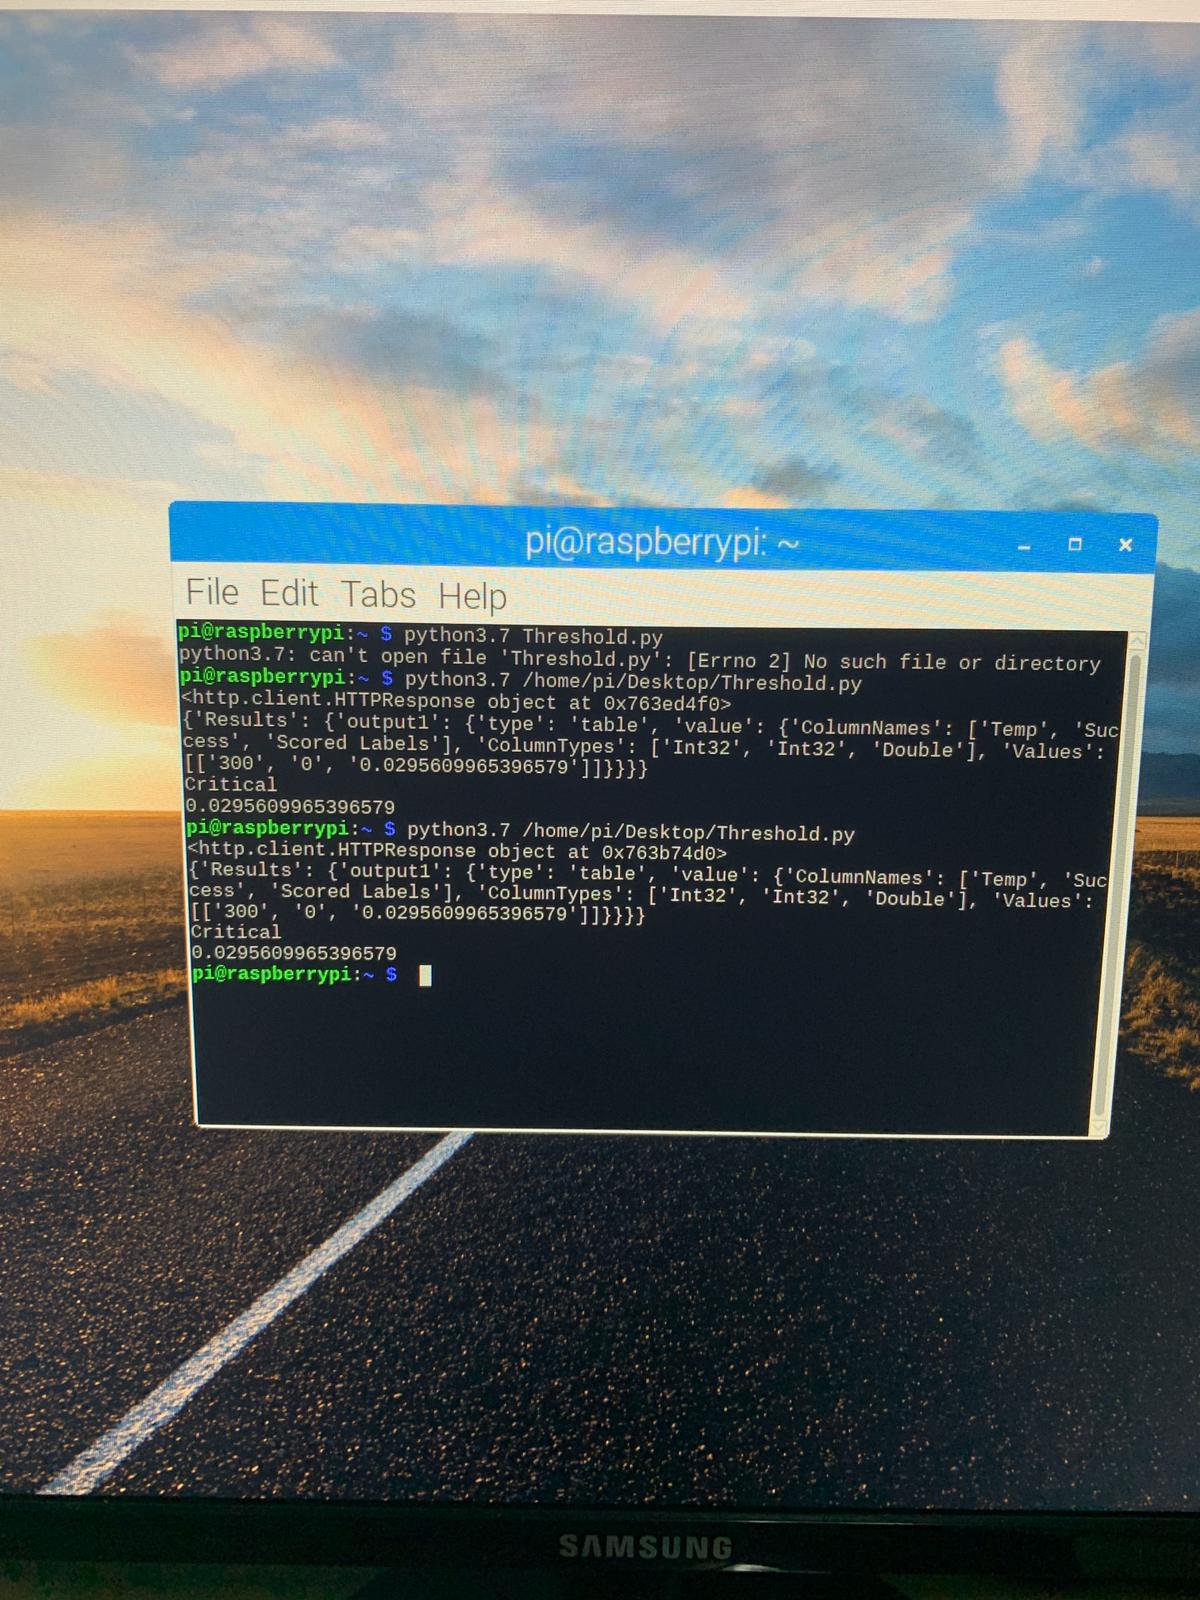 pi@raspberrypi: ~
File Edit Tabs Help
pi@raspberrypi:~ $ python3.7 Threshold.py
python3.7: can't open file 'Threshold.py': [Errno 2] No such file or directory
pi@raspberrypi:~ $ python3.7 /home/pi/Desktop/Threshold.py
<http.client.HTTPResponse object at 0x763ed4f0>
{'Results': {'output1': {'type': 'table', 'value': {'ColumnNames': ['Temp', 'Suc
cess', 'Scored Labels'], 'ColumnTypes': ['Int32', 'Int32', 'Double'], 'Values':
[['300', '0', '0.0295609965396579']]}}}}
Critical
0.0295609965396579
pi@raspberrypi:~ $ python3.7 /home/pi/Desktop/Threshold.py
<http.client.HTTPResponse object at 0x763b74d0>
{'Results': {'output1': {'type': 'table', 'value': {'ColumnNames': ['Temp', 'Suc
cess', 'Scored Labels'], 'ColumnTypes': ['Int32', 'Int32', 'Double'], 'Values':
[['300', '0', '0.0295609965396579']]}}}}
Critical
0.0295609965396579
pi@raspberrypi:~ $
SAMSUNG